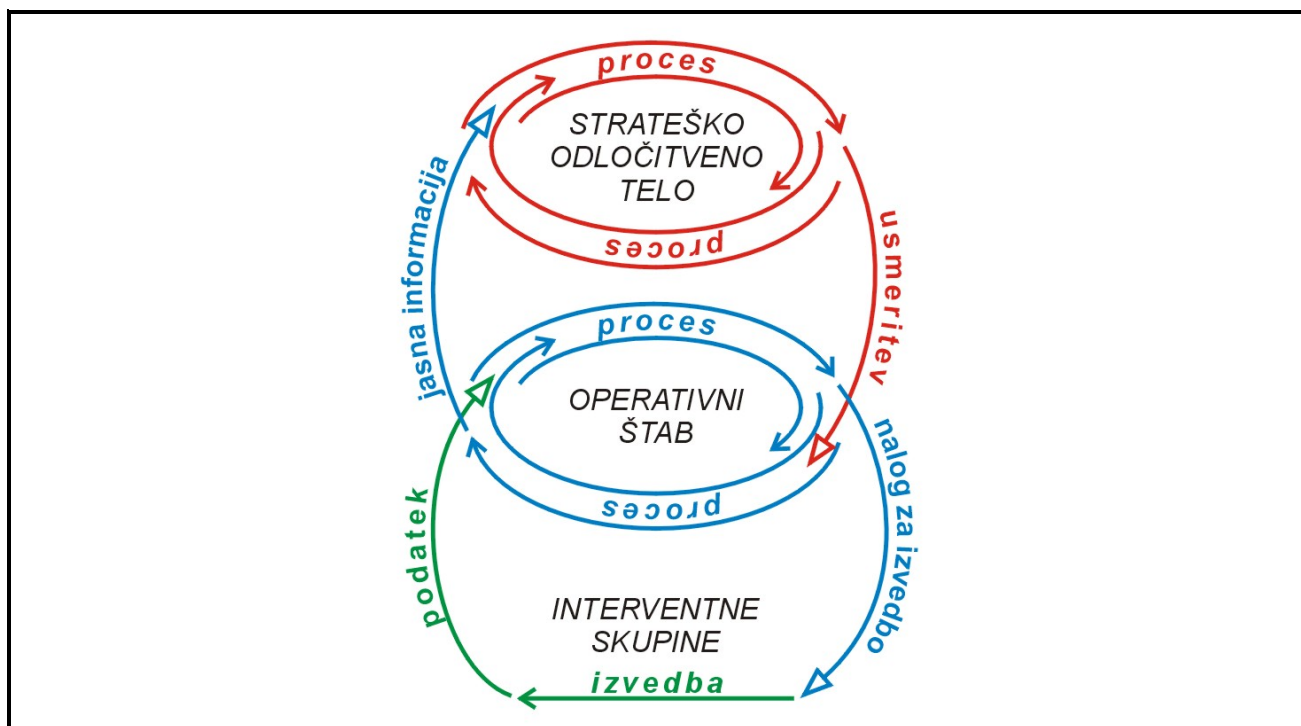 proces
STRATEŠKO
ODLOČITVENO
TELO
proces
jasna informacija
usmeritev
proces
OPERATIVNI
ŠTAB
proces
podatek
nalog za izvedbo
INTERVENTNE
SKUPINE
izvedba